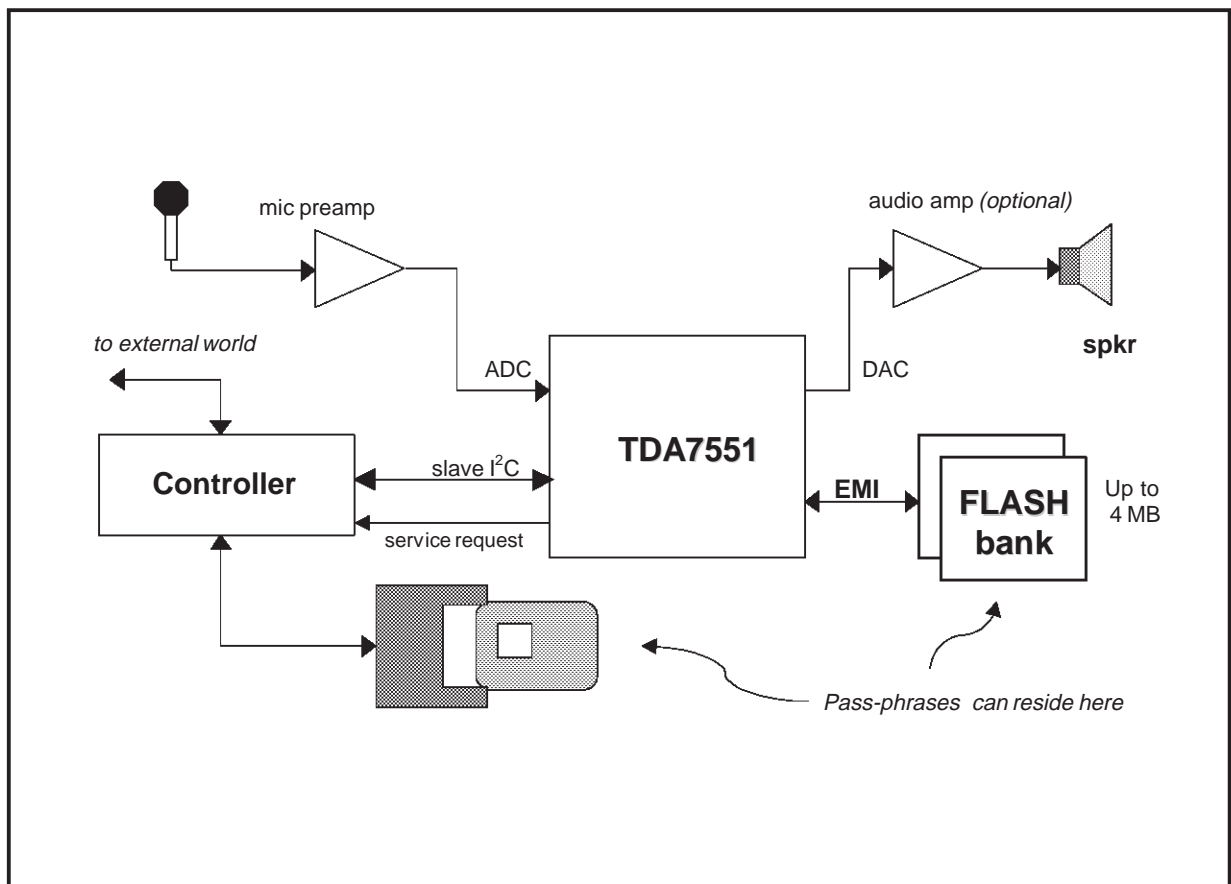 mic preamp
audio amp (optional)
to external world
spkr
ADC
DAC
TDA7551
Controller
slave I²C
EMI
FLASH
bank
Up to
4 MB
service request
Pass-phrases can reside here